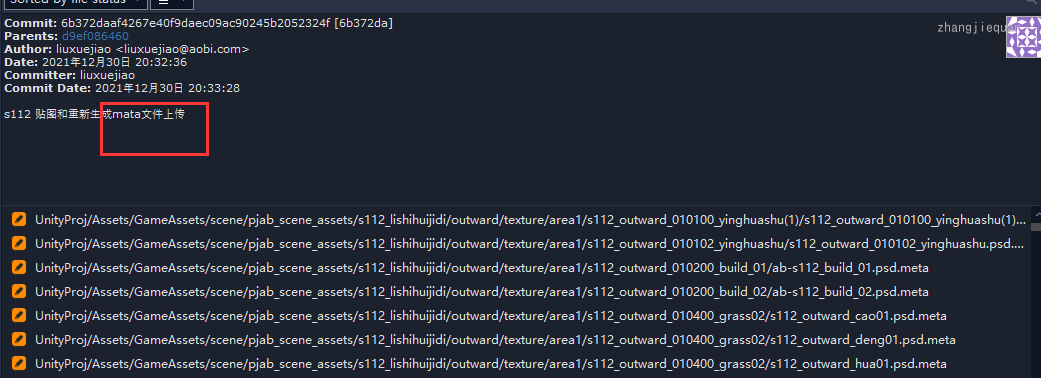 Sorted by file status
Commit: 6b372daaf4267e40f9daec09ac90245b2052324f [6b372da]
Parents: d9ef086460
Author: liuxuejiao <liuxuejiao@aobi.com>
Date: 2021年12月30日 20:32:36
Committer: liuxuejiao
Commit Date: 2021年12月30日 20:33:28
s112 贴图和重新生成mata文件上传
UnityProj/Assets/GameAssets/scene/pjab_scene_assets/s112_lishihuijidi/outward/texture/area1/s112_outward_010100_yinghuashu(1)/s112_outward_010100_yinghuashu(1)...
UnityProj/Assets/GameAssets/scene/pjab_scene_assets/s112_lishihuijidi/outward/texture/area1/s112_outward_010102_yinghuashu/s112_outward_010102_yinghuashu.psd....
UnityProj/Assets/GameAssets/scene/pjab_scene_assets/s112_lishihuijidi/outward/texture/area1/s112_outward_010200_build_01/ab-s112_build_01.psd.meta
UnityProj/Assets/GameAssets/scene/pjab_scene_assets/s112_lishihuijidi/outward/texture/area1/s112_outward_010200_build_02/ab-s112_build_02.psd.meta
UnityProj/Assets/GameAssets/scene/pjab_scene_assets/s112_lishihuijidi/outward/texture/area1/s112_outward_010400_grass02/s112_outward_cao01.psd.meta
UnityProj/Assets/GameAssets/scene/pjab_scene_assets/s112_lishihuijidi/outward/texture/area1/s112_outward_010400_grass02/s112_outward_deng01.psd.meta
UnityProj/Assets/GameAssets/scene/pjab_scene_assets/s112_lishihuijidi/outward/texture/area1/s112_outward_010400_grass02/s112_outward_hua01.psd.meta